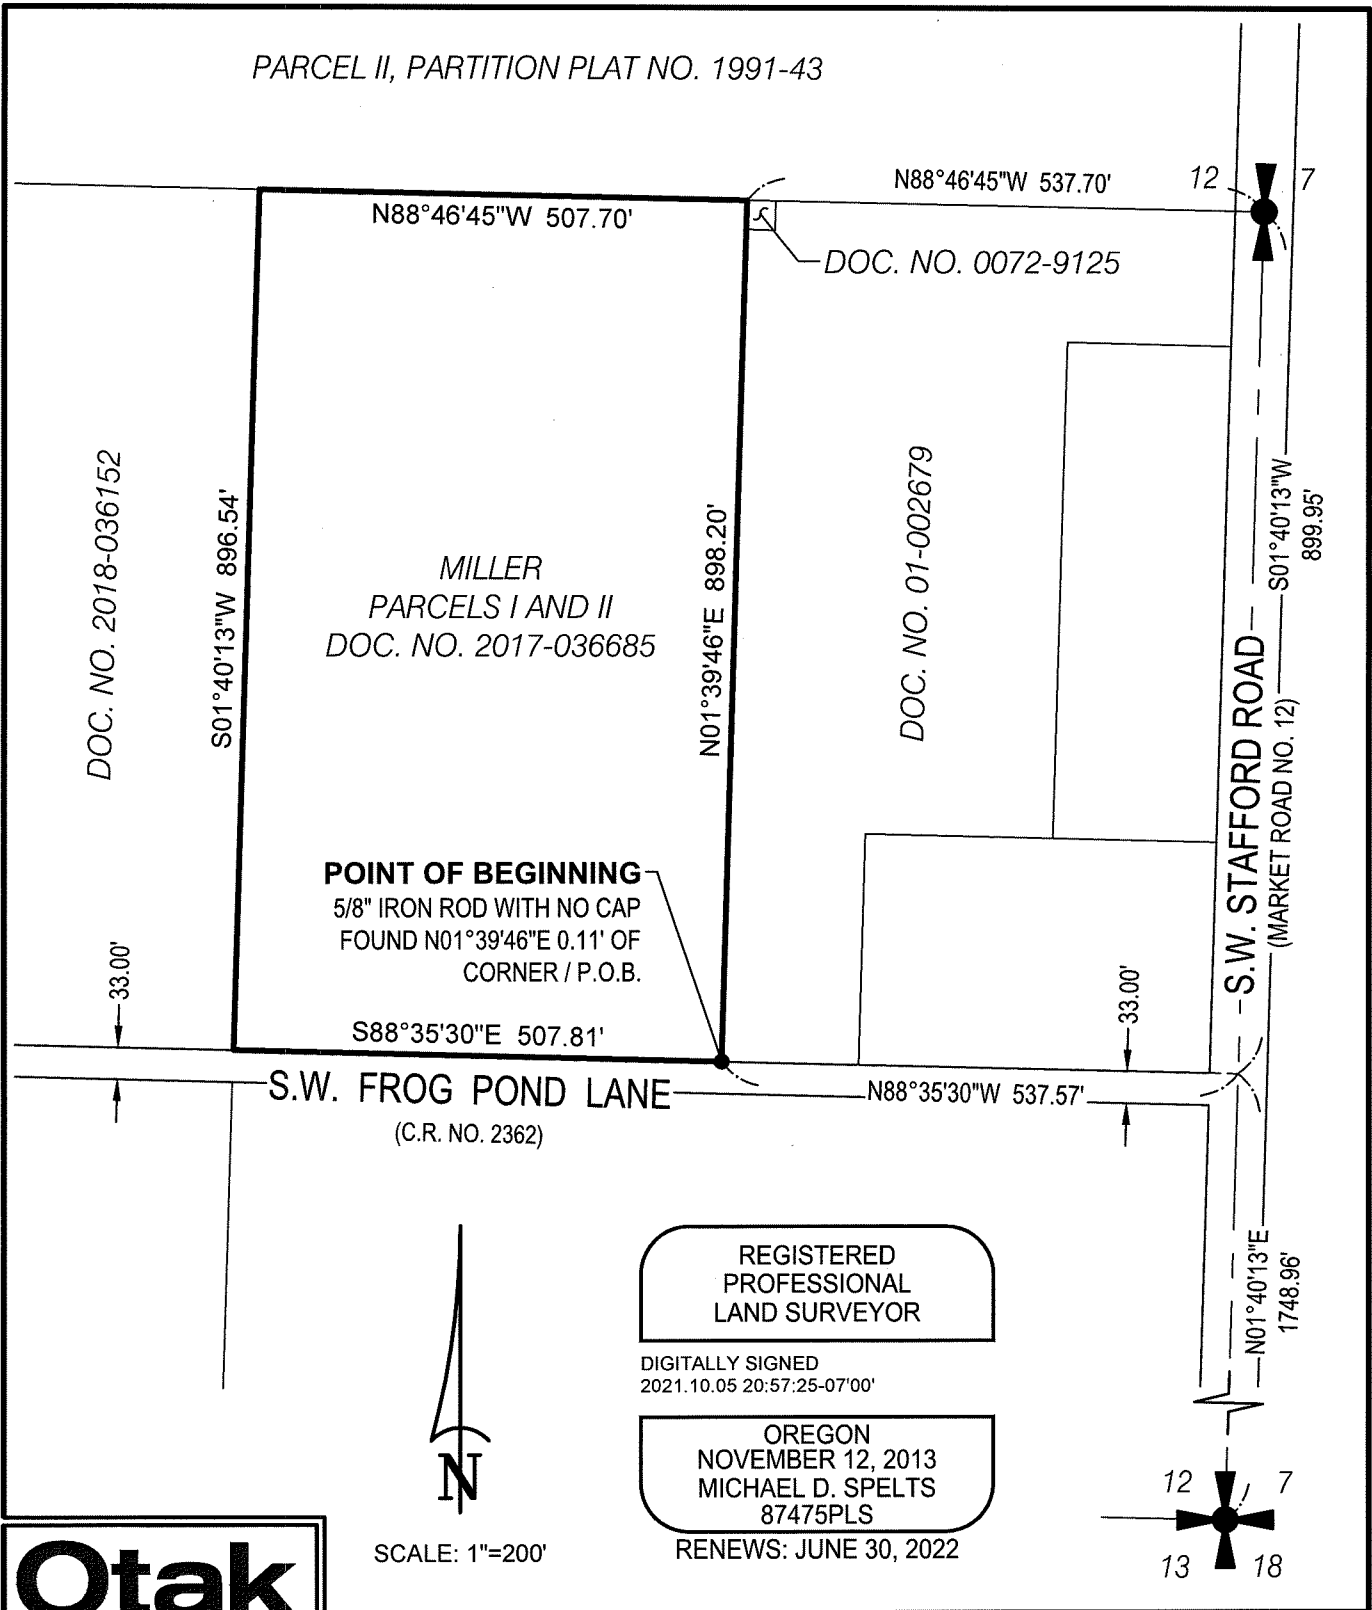 PARCEL II, PARTITION PLAT NO. 1991-43
N88°46'45"W 537.70'
12
7
N88°46'45"W 507.70'
DOC. NO. 0072-9125
DOC. NO. 2018-036152
S01°40'13"W 896.54'
MILLER
PARCELS I AND II
DOC. NO. 2017-036685
N01°39'46"E 898.20'
DOC. NO. 01-002679
S01°40'13"W
899.95'
S.W. STAFFORD ROAD
(MARKET ROAD NO. 12)
POINT OF BEGINNING
5/8" IRON ROD WITH NO CAP
FOUND N01°39'46"E 0.11' OF
CORNER / P.O.B.
33.00'
33.00'
S88°35'30"E 507.81'
S.W. FROG POND LANE
(C.R. NO. 2362)
N88°35'30"W 537.57'
N01°40'13"E
1748.96'
REGISTERED
PROFESSIONAL
LAND SURVEYOR
DIGITALLY SIGNED
2021.10.05 20:57:25-07'00'
OREGON
NOVEMBER 12, 2013
MICHAEL D. SPELTS
87475PLS
RENEWS: JUNE 30, 2022
N
SCALE: 1"=200'
12
7
13
18
Otak